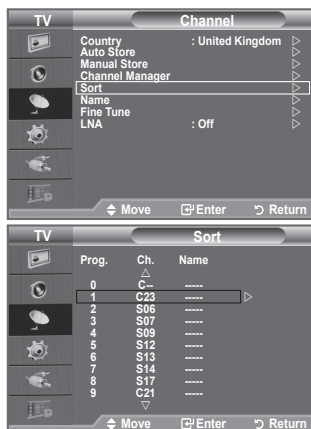 TV Channel
Country : United Kingdom
Auto Store
Manual Store
Channel Manager
Sort
Name
Fine Tune
LNA : Off
Move Enter Return
TV Sort
Prog. Ch. Name
0 C-- -----
1 C23 -----
2 S06 -----
3 S07 -----
4 S09 -----
5 S12 -----
6 S13 -----
7 S14 -----
8 S17 -----
9 C21 -----
Move Enter Return